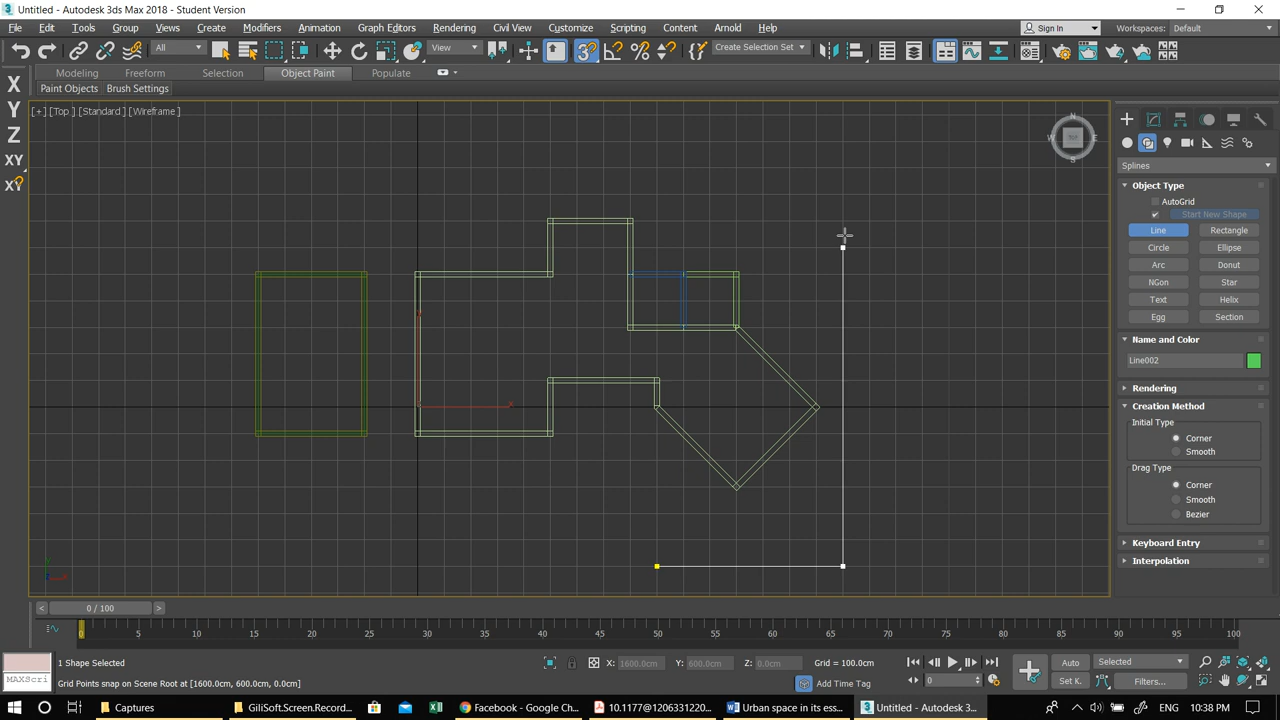 Untitled - Autodesk 3ds Max 2018 - Student Version
File Edit Tools Group Views Create Modifiers Animation Graph Editors Rendering Civil View Customize Scripting Content Arnold Help Sign In Workspaces: Default
All View Create Selection Set
Modeling Freeform Selection Object Paint Populate
Paint Objects Brush Settings
X
Y
Z
XY
XY
[+] [Top ] [Standard ] [Wireframe ]
N
W E
S
x
y
x
Splines
Object Type
AutoGrid
Start New Shape
Line Rectangle
Circle Ellipse
Arc Donut
NGon Star
Text Helix
Egg Section
Name and Color
Line002
Rendering
Creation Method
Initial Type
Corner
Smooth
Drag Type
Corner
Smooth
Bezier
Keyboard Entry
Interpolation
< 0 / 100 >
0 5 10 15 20 25 30 35 40 45 50 55 60 65 70 75 80 85 90 95 100
1 Shape Selected X: 1600.0cm Y: 600.0cm Z: 0.0cm Grid = 100.0cm Auto Selected
MAXScri Grid Points snap on Scene Root at [1600.0cm, 600.0cm, 0.0cm] Add Time Tag 0 Set K. Filters...
Captures GiliSoft.Screen.Record... Facebook - Google Ch... 10.1177@1206331220... Urban space in its ess... Untitled - Autodesk 3... ENG 10:38 PM